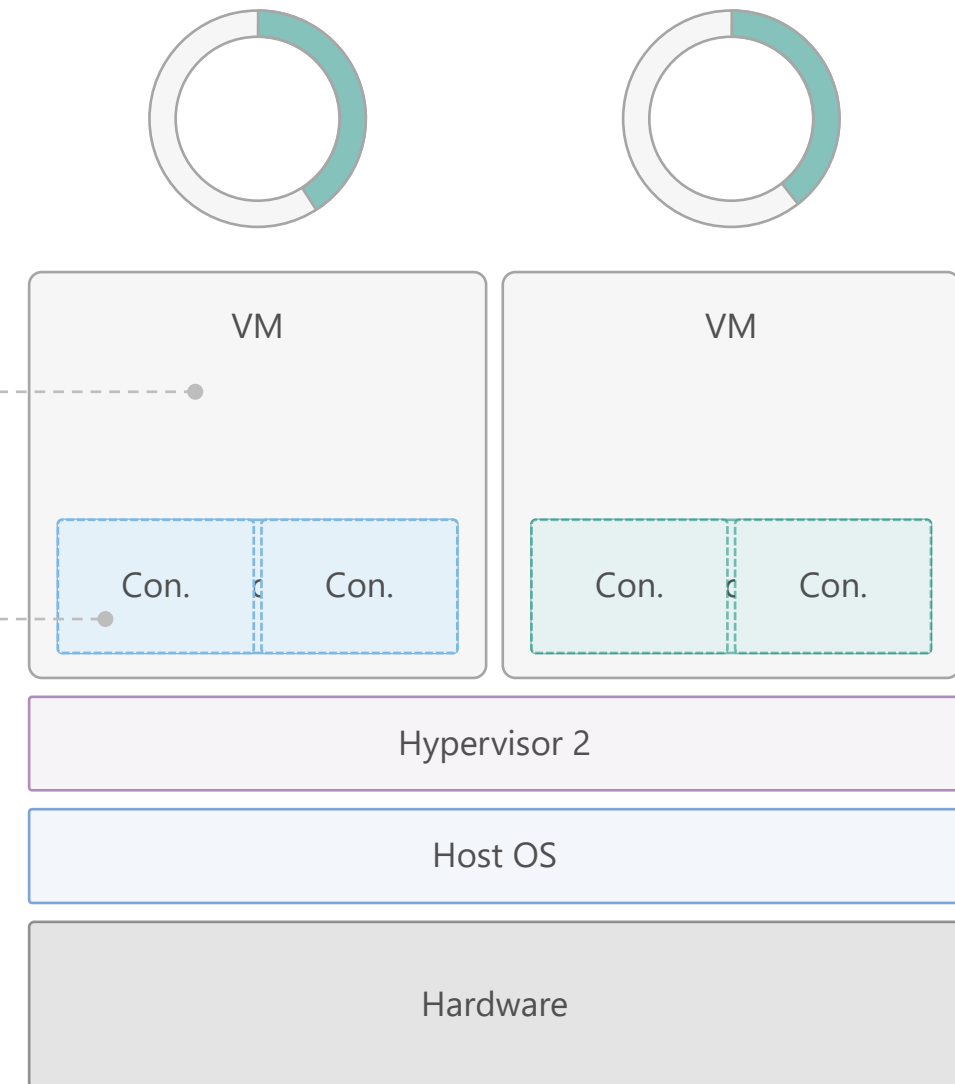 VM
VM
Con.
Con.
Con.
Con.
Hypervisor 2
Host OS
Hardware